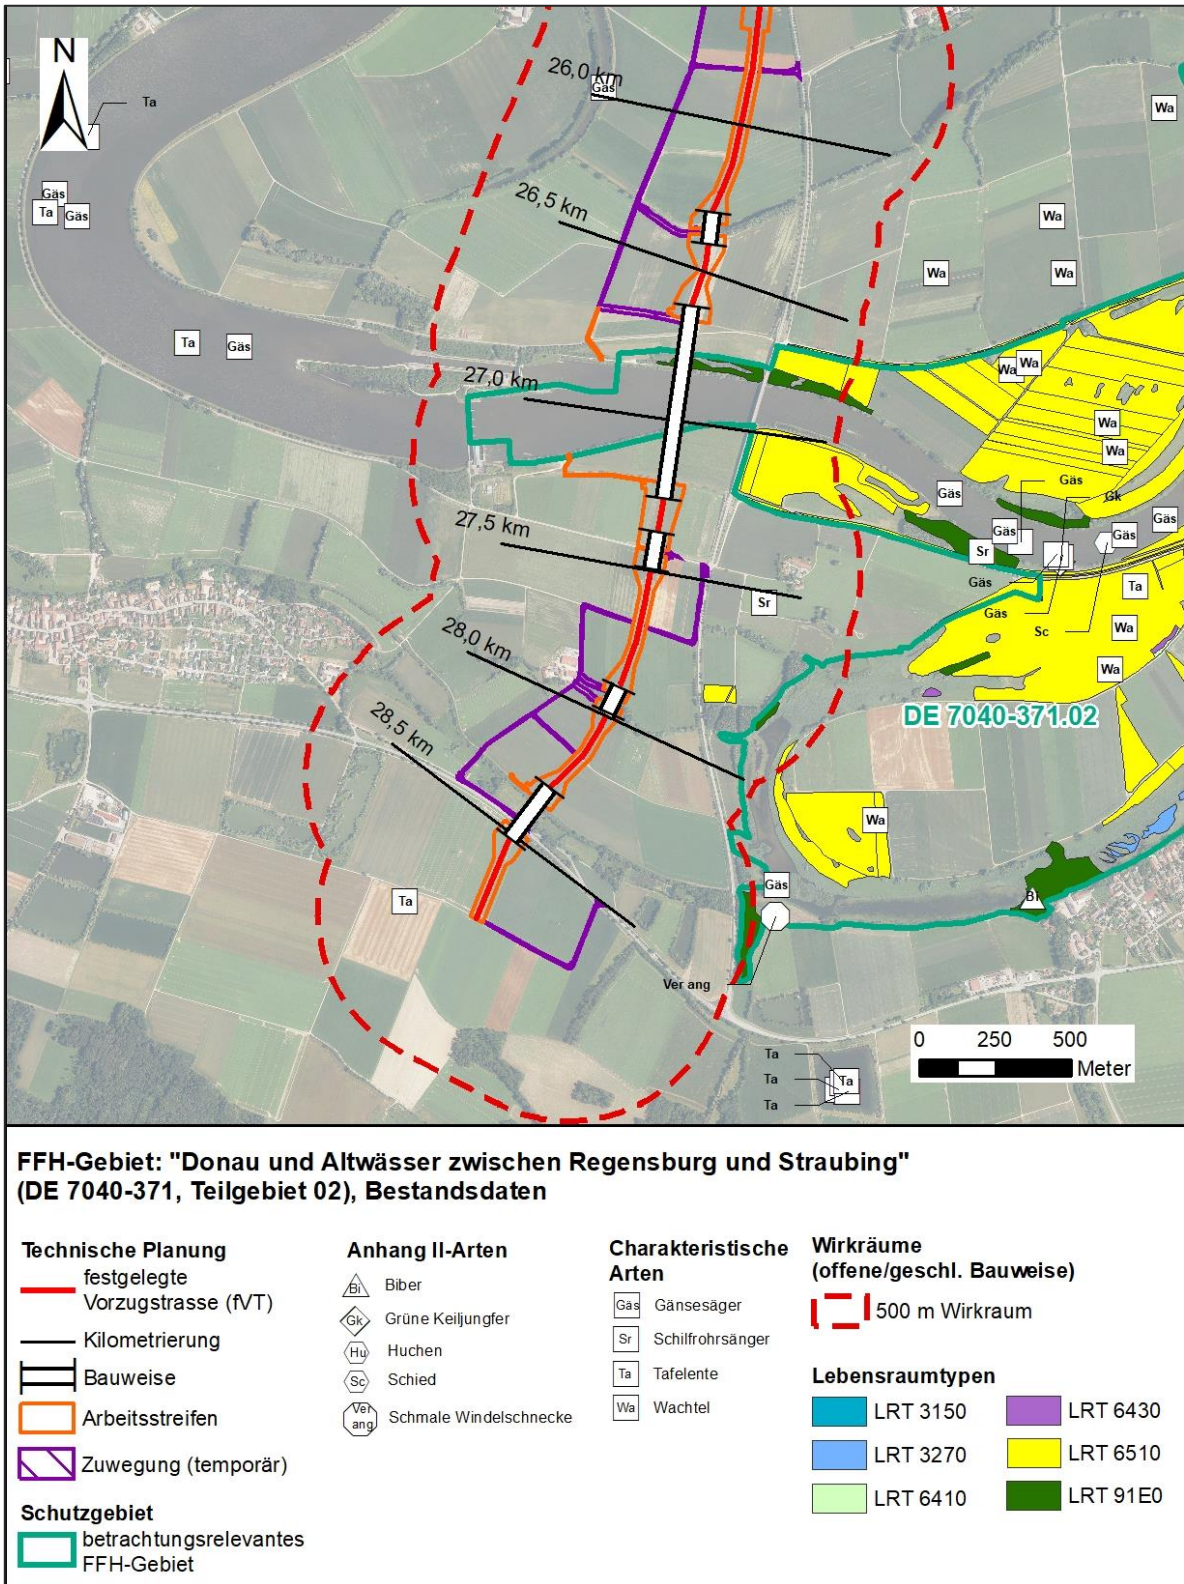 N
26,0 km
Gäs
Ta
Wa
Gäs
Ta
Gäs
26,5 km
Wa
Wa
Wa
Ta
Gäs
27,0 km
Wa
Wa
Wa
Wa
Gäs
Gäs
Gk
27,5 km
Gäs
Gäs
Gäs
Sr
Gäs
Ta
Sr
Gäs
Sc
Wa
28,0 km
Wa
DE 7040-371.02
28,5 km
Wa
Ta
Gäs
Bi
Ver ang
0 250 500
Meter
Ta
Ta
Ta
Ta
FFH-Gebiet: "Donau und Altwässer zwischen Regensburg und Straubing"
(DE 7040-371, Teilgebiet 02), Bestandsdaten
Technische Planung
festgelegte
Vorzugstrasse (fVT)
Kilometrierung
Bauweise
Arbeitsstreifen
Zuwegung (temporär)
Schutzgebiet
betrachtungsrelevantes
FFH-Gebiet
Anhang II-Arten
Bi Biber
Gk Grüne Keiljungfer
Hu Huchen
Sc Schied
Ver
ang Schmale Windelschnecke
Charakteristische
Arten
Gäs Gänsesäger
Sr Schilfrohrsänger
Ta Tafelente
Wa Wachtel
Wirkräume
(offene/geschl. Bauweise)
500 m Wirkraum
Lebensraumtypen
LRT 3150
LRT 3270
LRT 6410
LRT 6430
LRT 6510
LRT 91E0